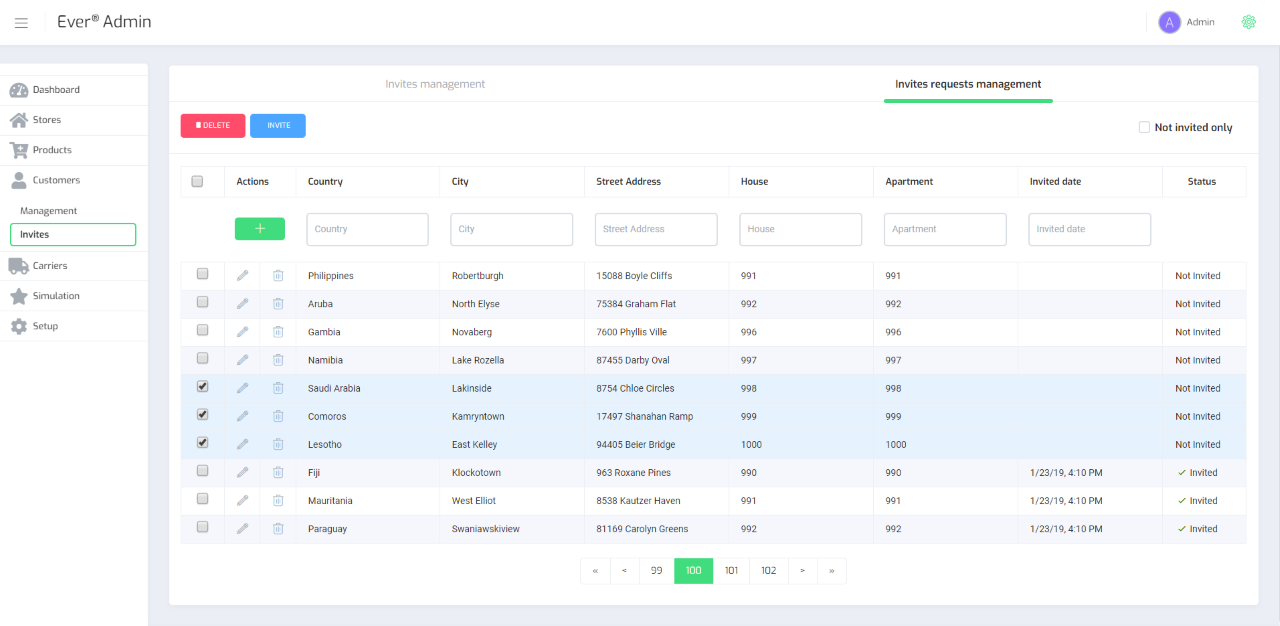 Ever® Admin
A Admin
Dashboard
Stores
Products
Customers
Management
Invites
Carriers
Simulation
Setup
Invites management Invites requests management
DELETE INVITE Not invited only
Actions Country City Street Address House Apartment Invited date Status
+ Country City Street Address House Apartment Invited date
Philippines Robertburgh 15088 Boyle Cliffs 991 991 Not Invited
Aruba North Elyse 75384 Graham Flat 992 992 Not Invited
Gambia Novaberg 7600 Phyllis Ville 996 996 Not Invited
Namibia Lake Rozella 87455 Darby Oval 997 997 Not Invited
Saudi Arabia Lakinside 8754 Chloe Circles 998 998 Not Invited
Comoros Kamryntown 17497 Shanahan Ramp 999 999 Not Invited
Lesotho East Kelley 94405 Beier Bridge 1000 1000 Not Invited
Fiji Klockotown 963 Roxane Pines 990 990 1/23/19, 4:10 PM Invited
Mauritania West Elliot 8538 Kautzer Haven 991 991 1/23/19, 4:10 PM Invited
Paraguay Swaniawskiview 81169 Carolyn Greens 992 992 1/23/19, 4:10 PM Invited
« < 99 100 101 102 > »